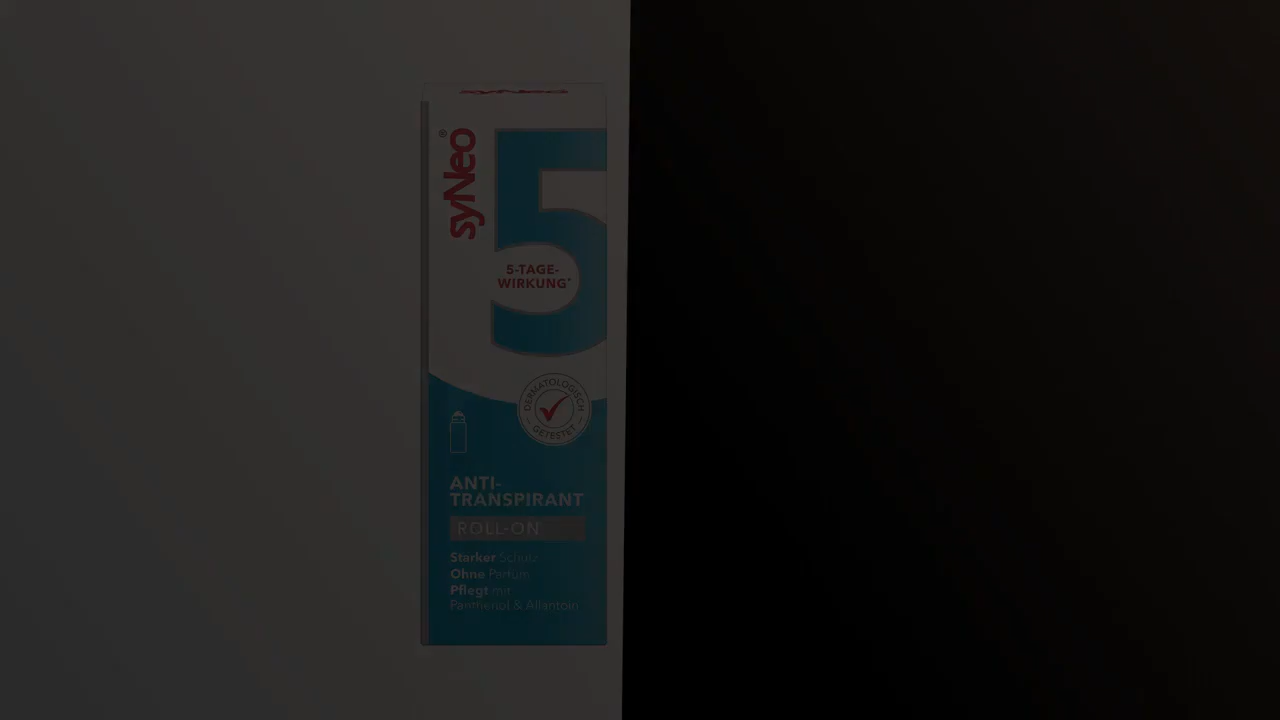 syNeo
syNeo®
5
5-TAGE-
WIRKUNG*
DERMATOLOGISCH
GETESTET
ANTI-
TRANSPIRANT
ROLL-ON
Starker Schutz
Ohne Parfum
Pflegt mit
Panthenol & Allantoin